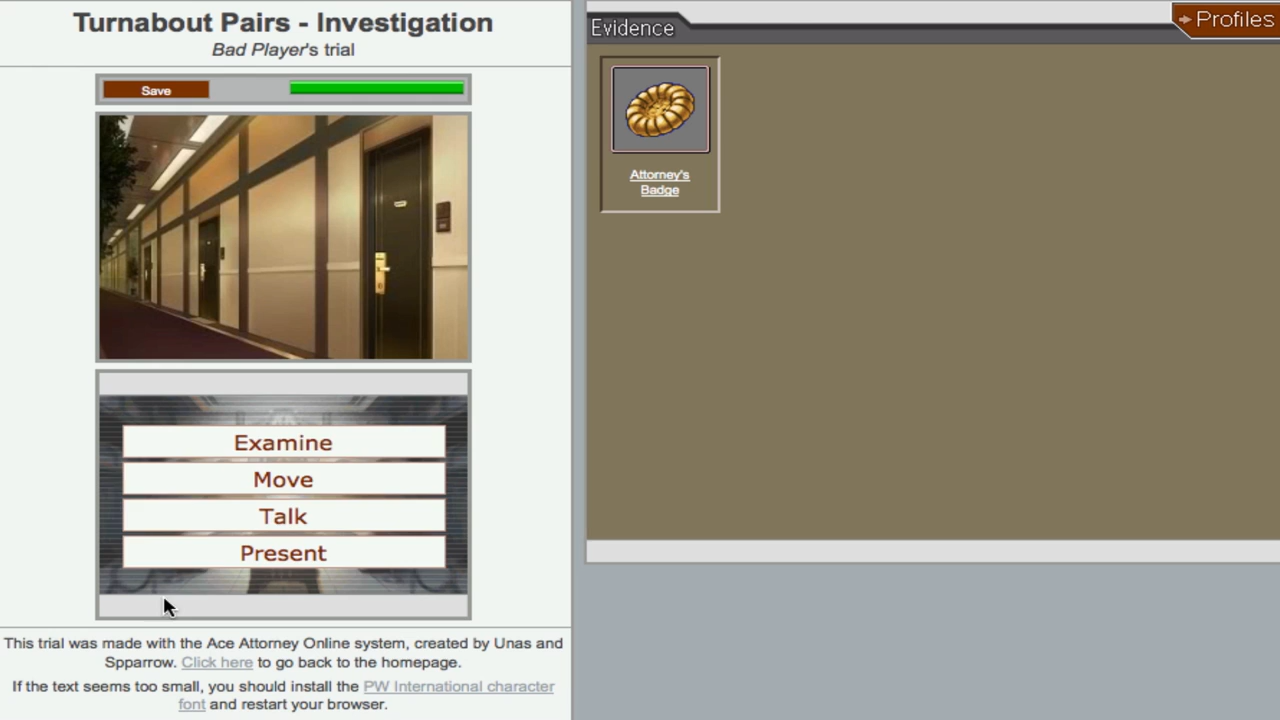 Turnabout Pairs - Investigation
Bad Player's trial
Save
Examine
Move
Talk
Present
This trial was made with the Ace Attorney Online system, created by Unas and
Spparrow. Click here to go back to the homepage.
If the text seems too small, you should install the PW International character
font and restart your browser.
Evidence
Profiles
Attorney's
Badge